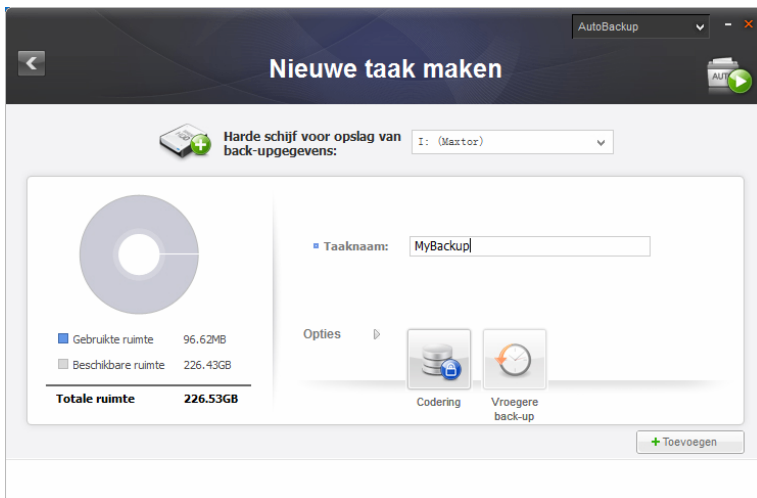 AutoBackup
Nieuwe taak maken
AUTO
Harde schijf voor opslag van
back-upgegevens:
I: (Maxtor)
Taaknaam:
MyBackup
Gebruikte ruimte 96.62MB
Beschikbare ruimte 226.43GB
Totale ruimte 226.53GB
Opties
Codering
Vroegere
back-up
Toevoegen